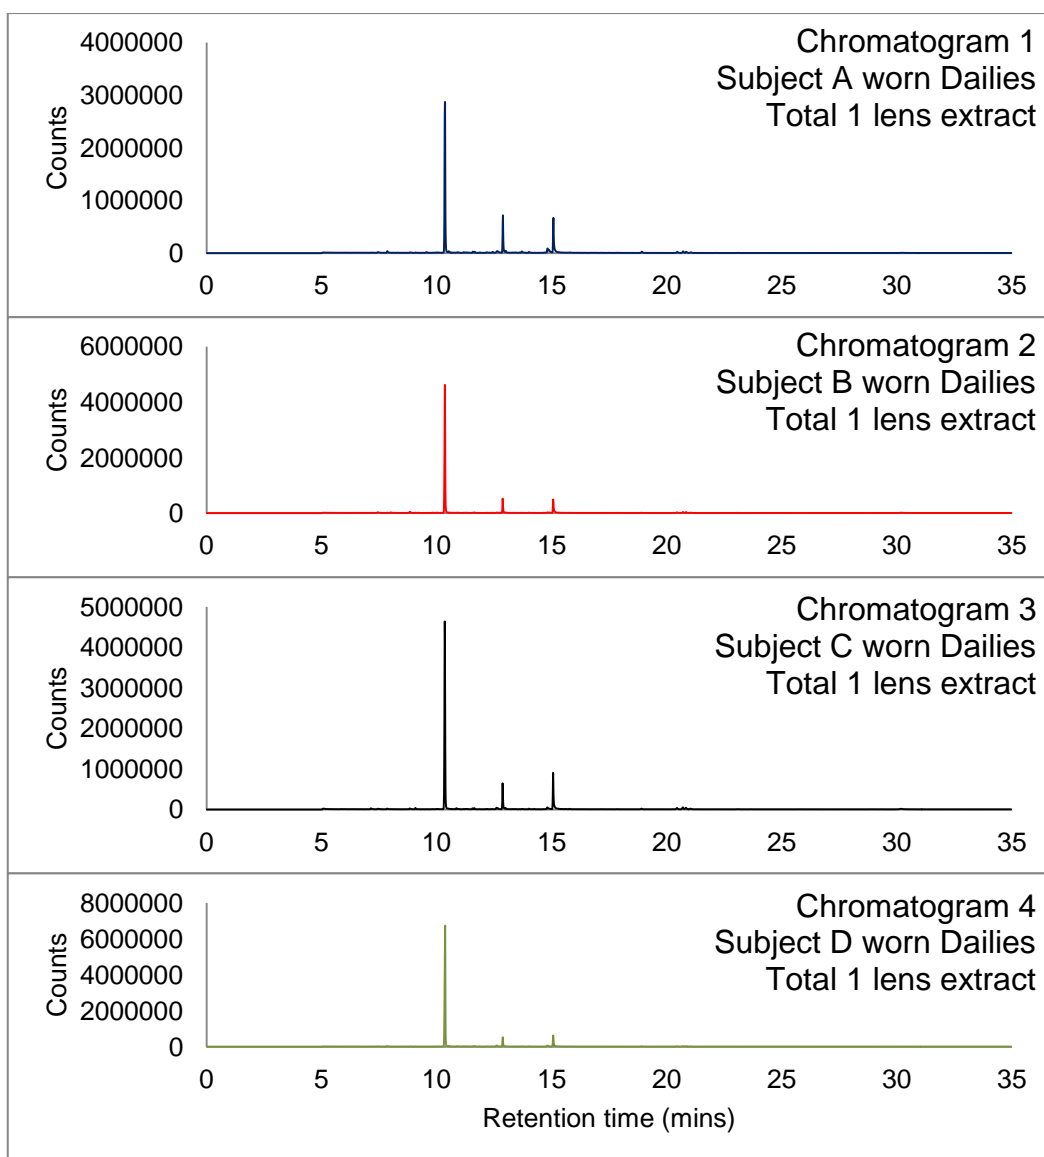 Chromatogram 1
Subject A worn Dailies
Total 1 lens extract
Counts
4000000
3000000
2000000
1000000
0
0 5 10 15 20 25 30 35
Chromatogram 2
Subject B worn Dailies
Total 1 lens extract
Counts
6000000
4000000
2000000
0
0 5 10 15 20 25 30 35
Chromatogram 3
Subject C worn Dailies
Total 1 lens extract
Counts
5000000
4000000
3000000
2000000
1000000
0
0 5 10 15 20 25 30 35
Chromatogram 4
Subject D worn Dailies
Total 1 lens extract
Counts
8000000
6000000
4000000
2000000
0
0 5 10 15 20 25 30 35
Retention time (mins)